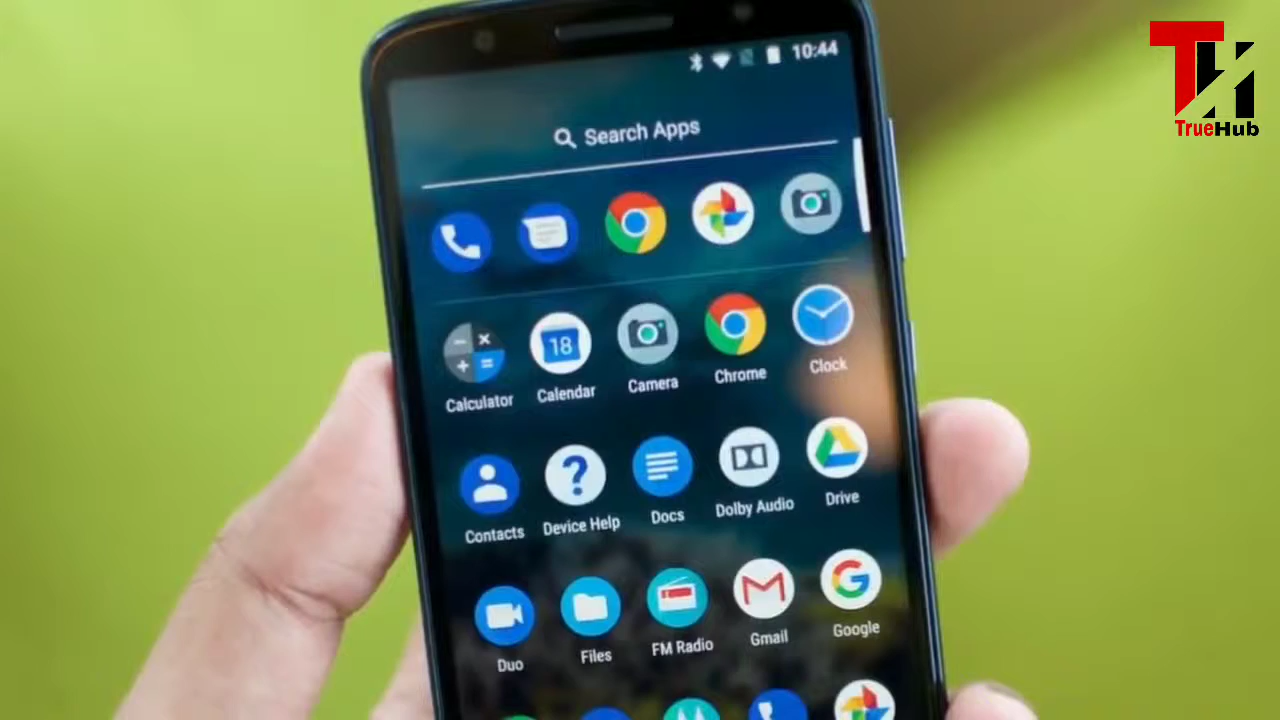 TH
TrueHub
10:44
Search Apps
18
Calculator Calendar Camera Chrome Clock
Contacts Device Help Docs Dolby Audio Drive
Duo Files FM Radio Gmail Google